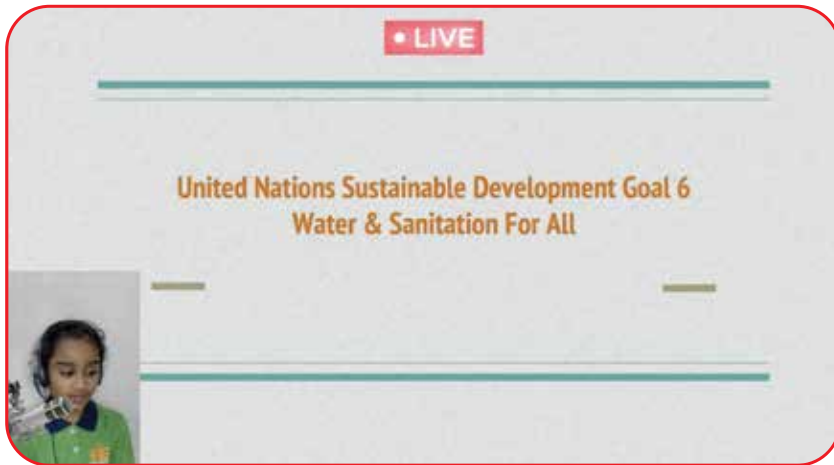 • LIVE
United Nations Sustainable Development Goal 6
Water & Sanitation For All